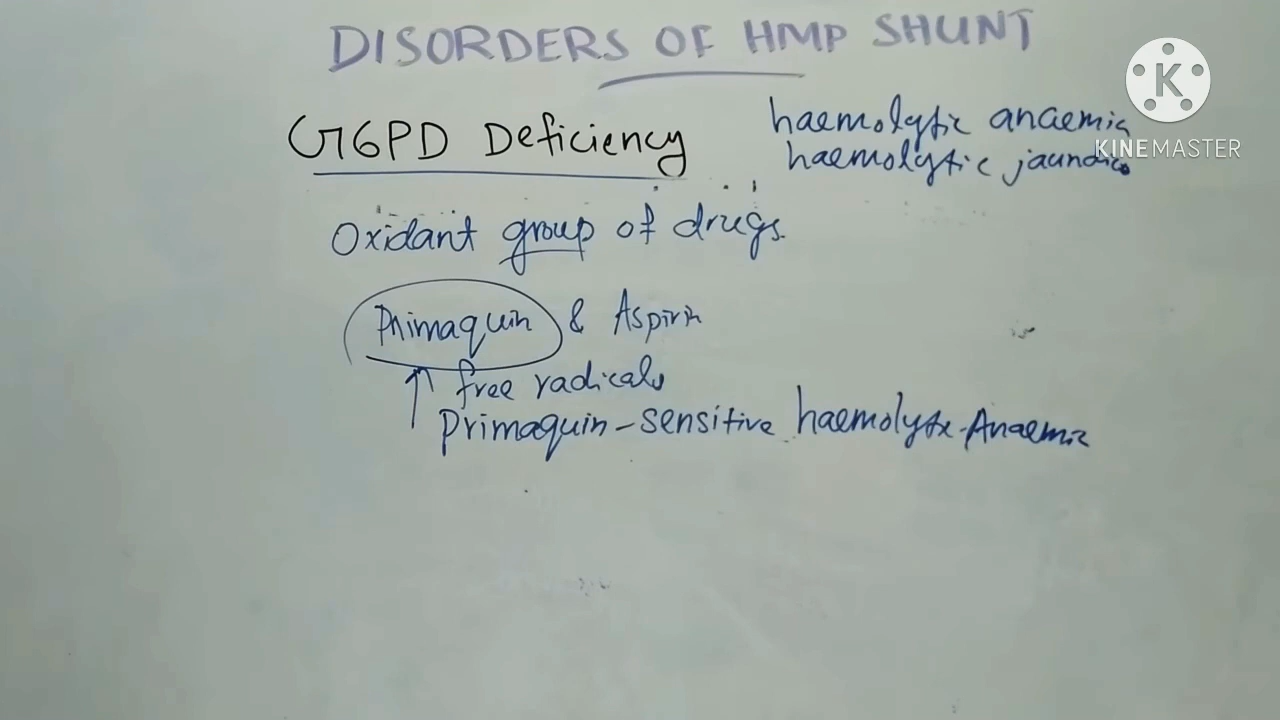 DISORDERS OF HMP SHUNT
G6PD Deficiency
haemolytic anaemia
haemolytic jaundice
Oxidant group of drugs.
Primaquin & Aspirin
↑ free radicals
Primaquin-sensitive haemolytic Anaemia
K
KINEMASTER